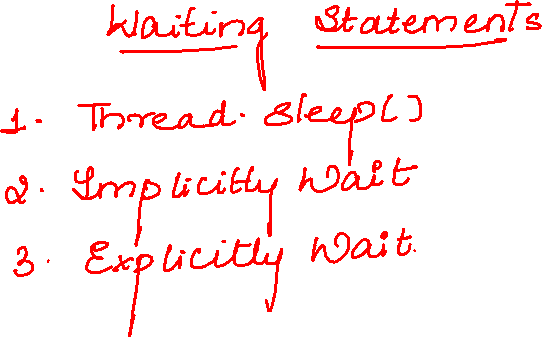 Waiting Statements
1. Thread.sleep()
2. Implicitly Wait
3. Explicitly Wait.